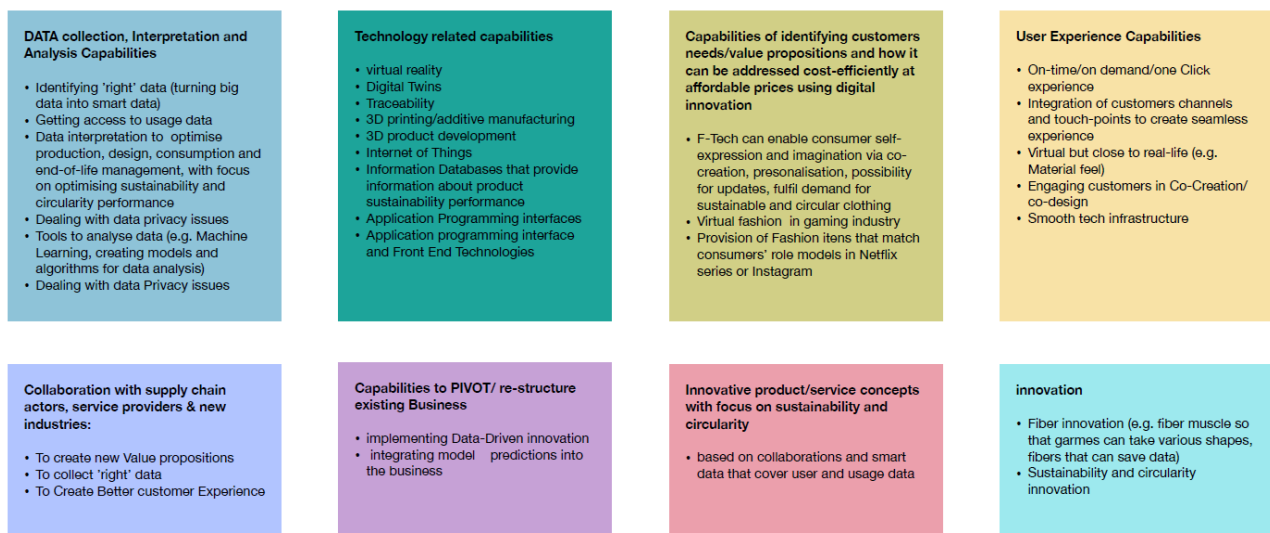 DATA collection, Interpretation and
Analysis Capabilities
• Identifying 'right' data (turning big
data into smart data)
• Getting access to usage data
• Data interpretation to optimise
production, design, consumption and
end-of-life management, with focus
on optimising sustainability and
circularity performance
• Dealing with data privacy issues
• Tools to analyse data (e.g. Machine
Learning, creating models and
algorithms for data analysis)
• Dealing with data Privacy issues
Technology related capabilities
• virtual reality
• Digital Twins
• Traceability
• 3D printing/additive manufacturing
• 3D product development
• Internet of Things
• Information Databases that provide
information about product
sustainability performance
• Application Programming interfaces
• Application programming interface
and Front End Technologies
Capabilities of identifying customers
needs/value propositions and how it
can be addressed cost-efficiently at
affordable prices using digital
innovation
• F-Tech can enable consumer self-
expression and imagination via co-
creation, presonalisation, possibility
for updates, fulfil demand for
sustainable and circular clothing
• Virtual fashion in gaming industry
• Provision of Fashion itens that match
consumers' role models in Netflix
series or Instagram
User Experience Capabilities
• On-time/on demand/one Click
experience
• Integration of customers channels
and touch-points to create seamless
experience
• Virtual but close to real-life (e.g.
Material feel)
• Engaging customers in Co-Creation/
co-design
• Smooth tech infrastructure
Collaboration with supply chain
actors, service providers & new
industries:
• To create new Value propositions
• To collect 'right' data
• To Create Better customer Experience
Capabilities to PIVOT/ re-structure
existing Business
• implementing Data-Driven innovation
• integrating model predictions into
the business
Innovative product/service concepts
with focus on sustainability and
circularity
• based on collaborations and smart
data that cover user and usage data
innovation
• Fiber innovation (e.g. fiber muscle so
that garmes can take various shapes,
fibers that can save data)
• Sustainability and circularity
innovation